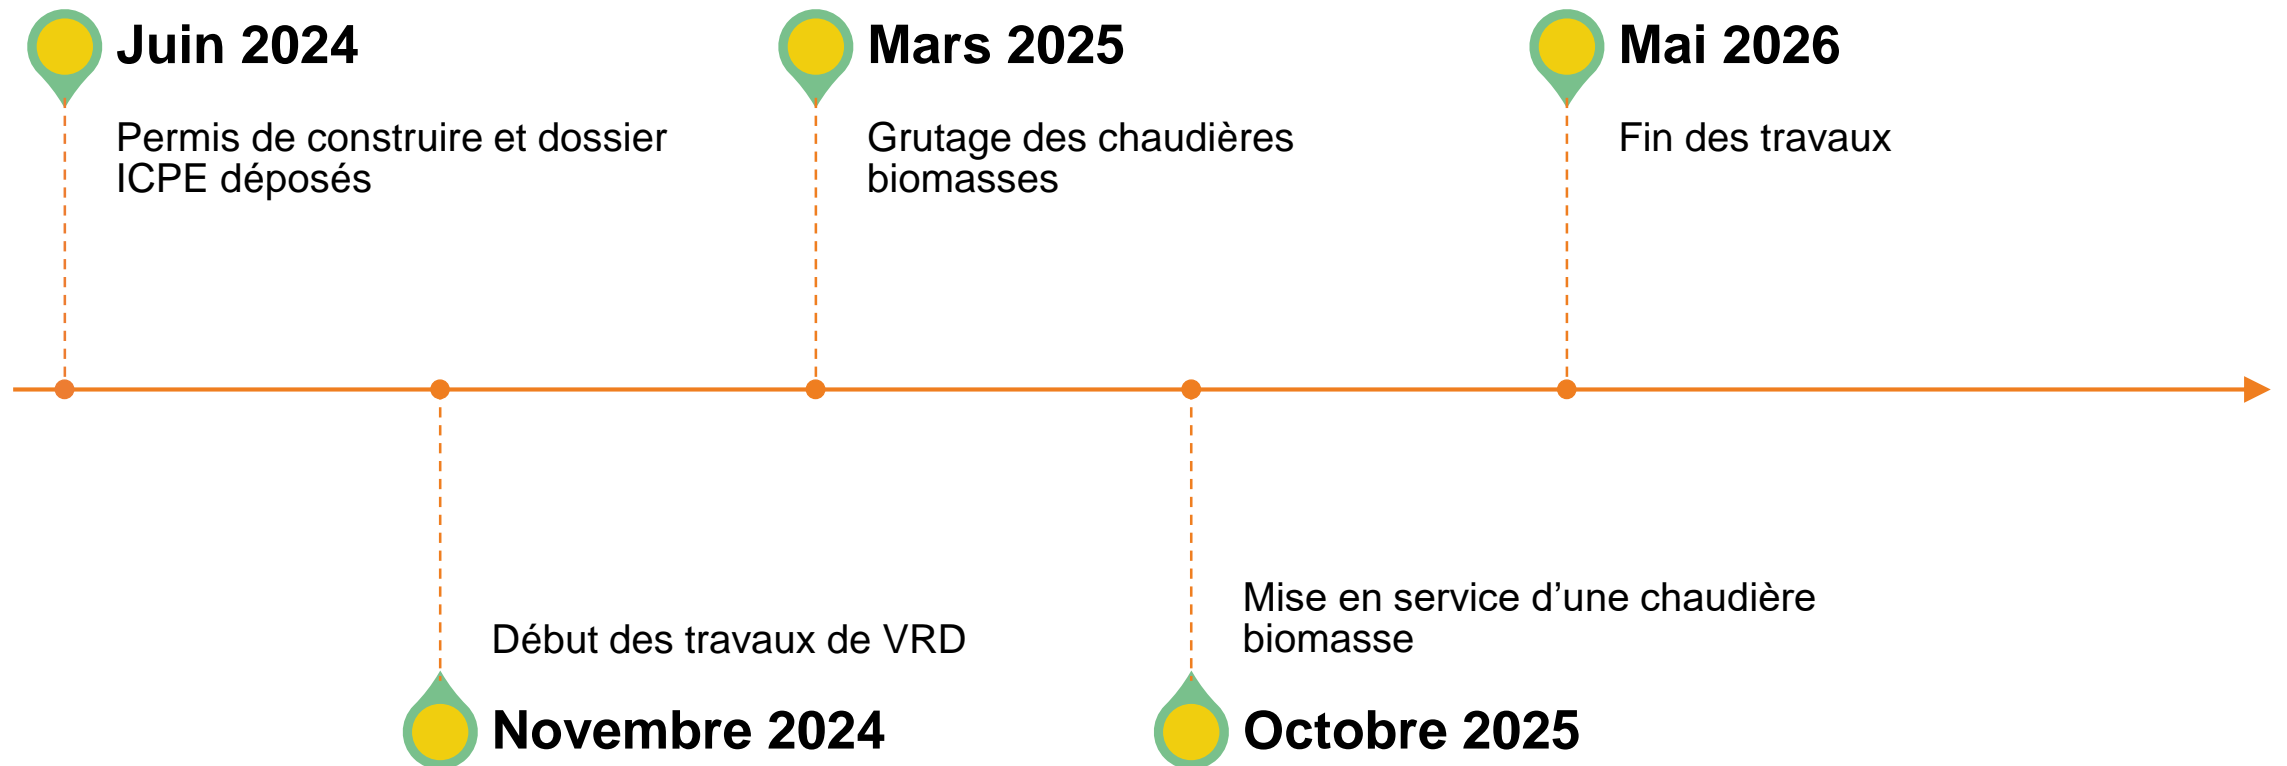 Juin 2024
Permis de construire et dossier
ICPE déposés
Novembre 2024
Début des travaux de VRD
Mars 2025
Grutage des chaudières
biomasses
Octobre 2025
Mise en service d’une chaudière
biomasse
Mai 2026
Fin des travaux